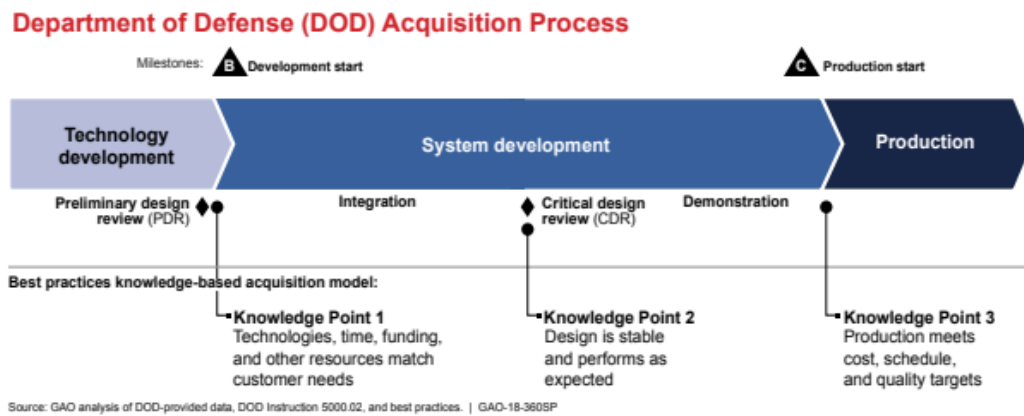 Department of Defense (DOD) Acquisition Process
Milestones:
B
Development start
C
Production start
Technology
development
System development
Production
Preliminary design
review (PDR)
Integration
Critical design
review (CDR)
Demonstration
Best practices knowledge-based acquisition model:
Knowledge Point 1
Technologies, time, funding,
and other resources match
customer needs
Knowledge Point 2
Design is stable
and performs as
expected
Knowledge Point 3
Production meets
cost, schedule,
and quality targets
Source: GAO analysis of DOD-provided data, DOD Instruction 5000.02, and best practices. | GAO-18-360SP